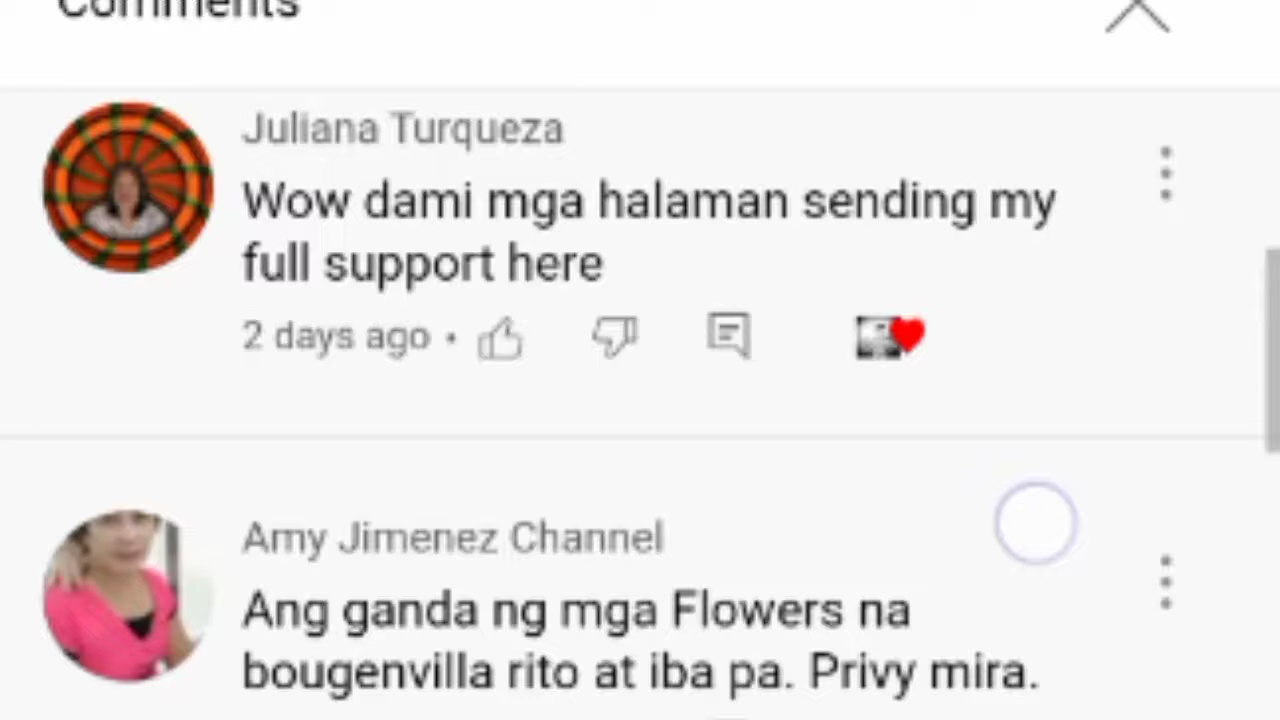 Comments
Juliana Turqueza
Wow dami mga halaman sending my
full support here
2 days ago •
Amy Jimenez Channel
Ang ganda ng mga Flowers na
bougenvilla rito at iba pa. Privy mira.